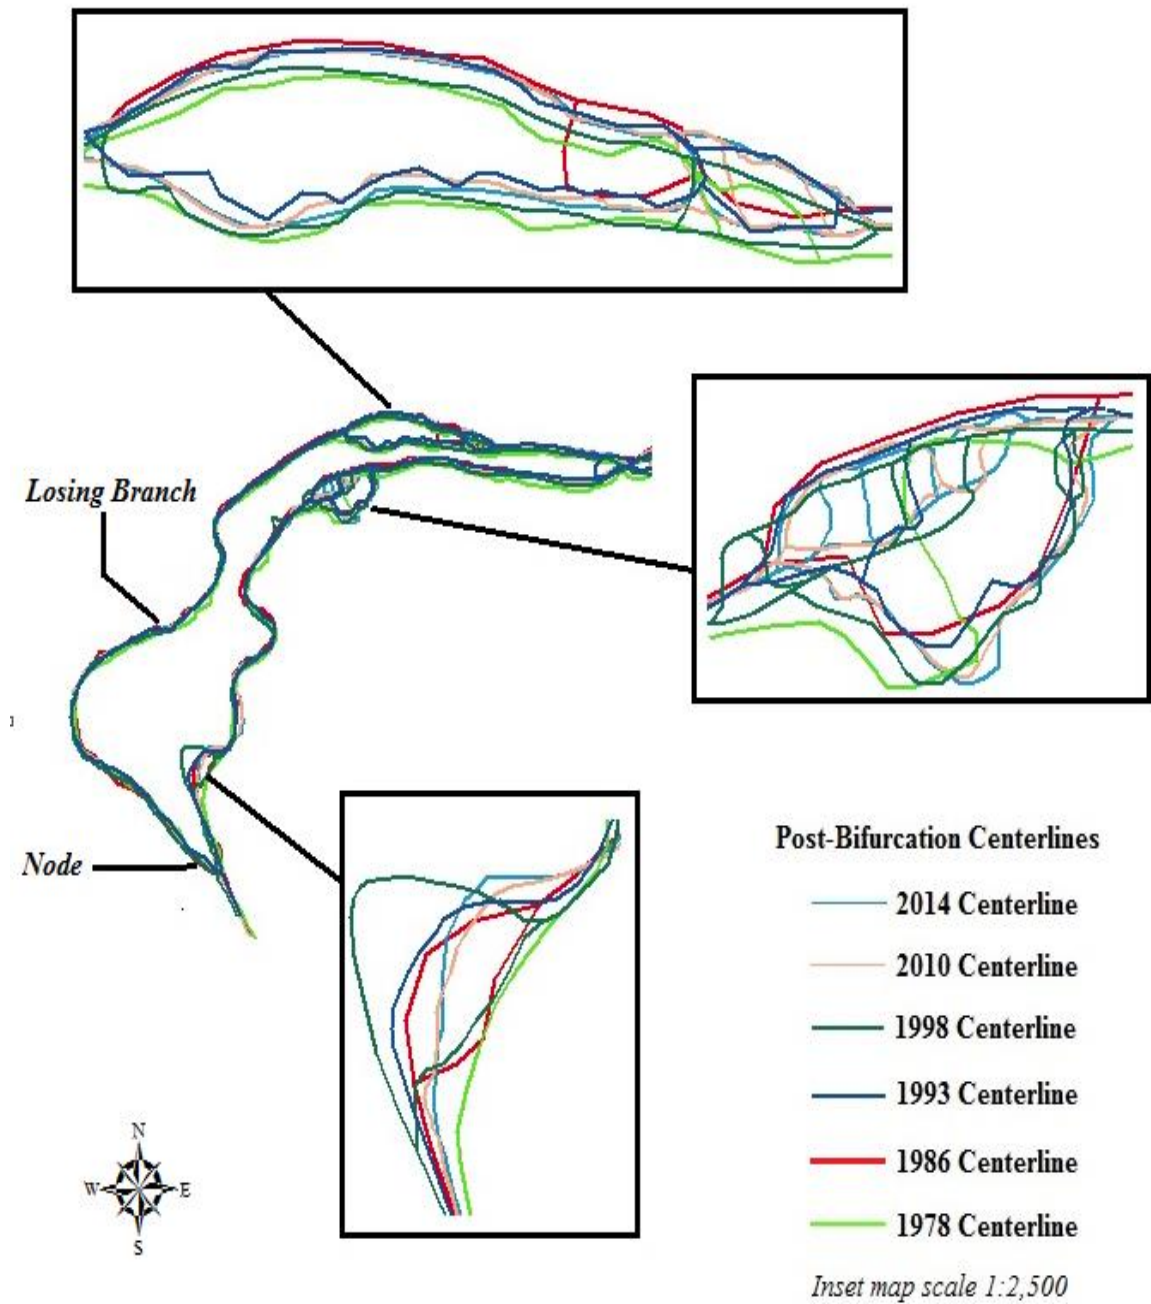 Losing Branch
Node
Post-Bifurcation Centerlines
2014 Centerline
2010 Centerline
1998 Centerline
1993 Centerline
1986 Centerline
1978 Centerline
Inset map scale 1:2,500
N
W E
S